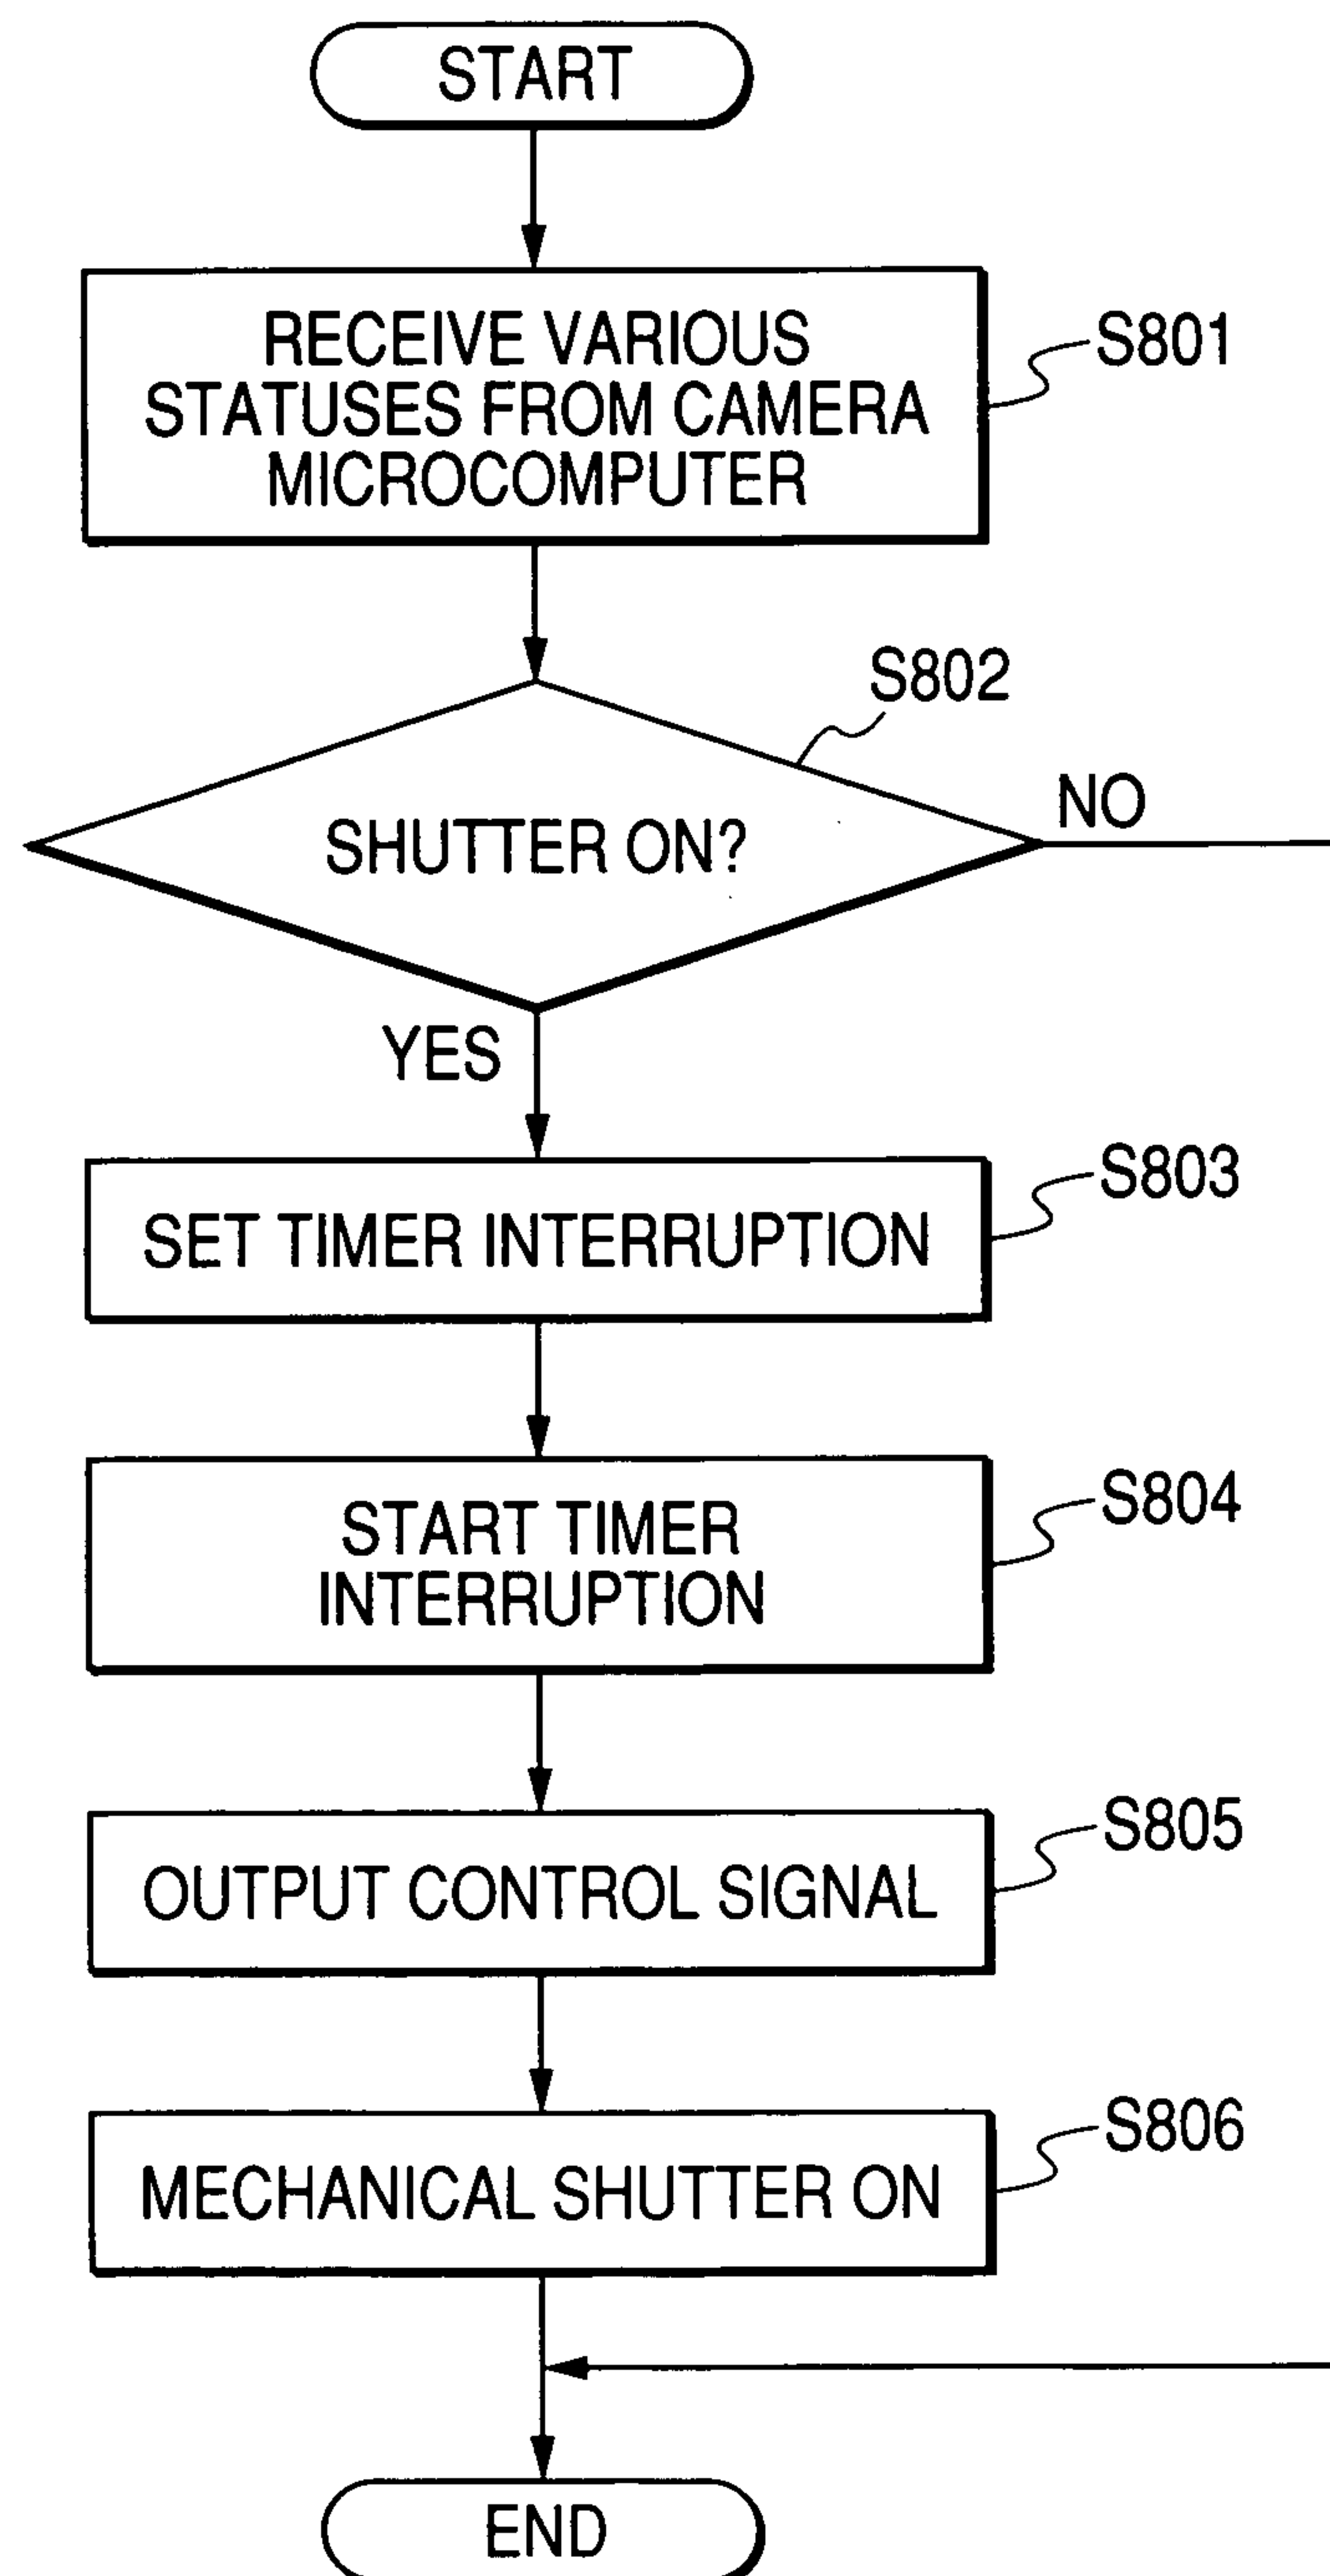 START
RECEIVE VARIOUS
STATUSES FROM CAMERA
MICROCOMPUTER
S801
S802
SHUTTER ON?
NO
YES
SET TIMER INTERRUPTION
S803
START TIMER
INTERRUPTION
S804
OUTPUT CONTROL SIGNAL
S805
MECHANICAL SHUTTER ON
S806
END